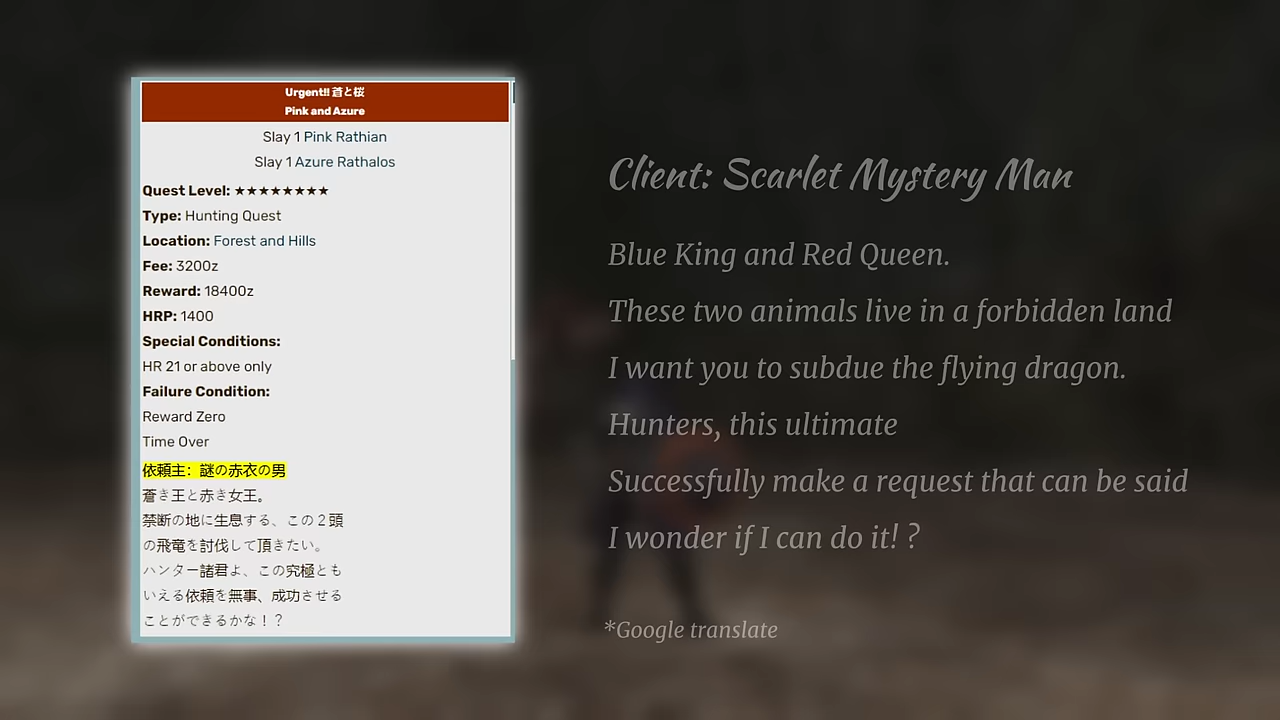 Urgent!! 蒼と桜
Pink and Azure
Slay 1 Pink Rathian
Slay 1 Azure Rathalos
Quest Level: ★★★★★★★★
Type: Hunting Quest
Location: Forest and Hills
Fee: 3200z
Reward: 18400z
HRP: 1400
Special Conditions:
HR 21 or above only
Failure Condition:
Reward Zero
Time Over
依頼主：謎の赤衣の男
蒼き王と赤き女王。
禁断の地に生息する、この２頭
の飛竜を討伐して頂きたい。
ハンター諸君よ、この究極とも
いえる依頼を無事、成功させる
ことができるかな！？
Client: Scarlet Mystery Man
Blue King and Red Queen.
These two animals live in a forbidden land
I want you to subdue the flying dragon.
Hunters, this ultimate
Successfully make a request that can be said
I wonder if I can do it! ?
*Google translate